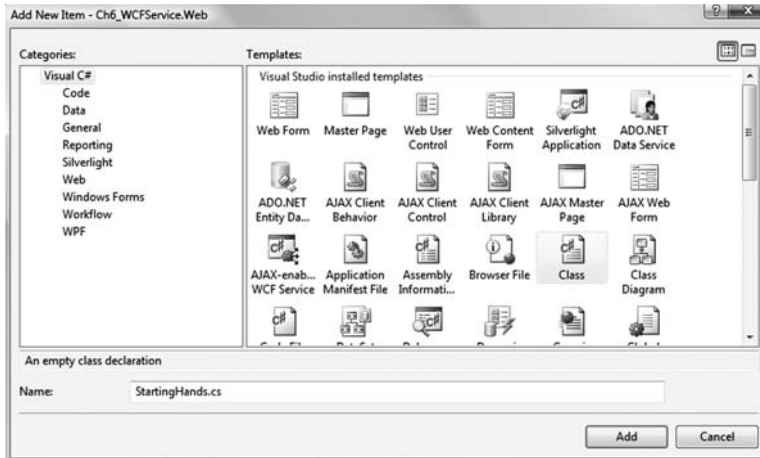 Add New Item - Ch6_WCFService.Web
Categories:
Templates:
Visual C#
Code
Data
General
Reporting
Silverlight
Web
Windows Forms
Workflow
WPF
Visual Studio installed templates
Web Form
Master Page
Web User Control
Web Content Form
Silverlight Application
ADO.NET Data Service
ADO.NET Entity Da...
AJAX Client Behavior
AJAX Client Control
AJAX Client Library
AJAX Master Page
AJAX Web Form
AJAX-enab... WCF Service
Application Manifest File
Assembly Informati...
Browser File
Class
Class Diagram
An empty class declaration
Name:
StartingHands.cs
Add
Cancel